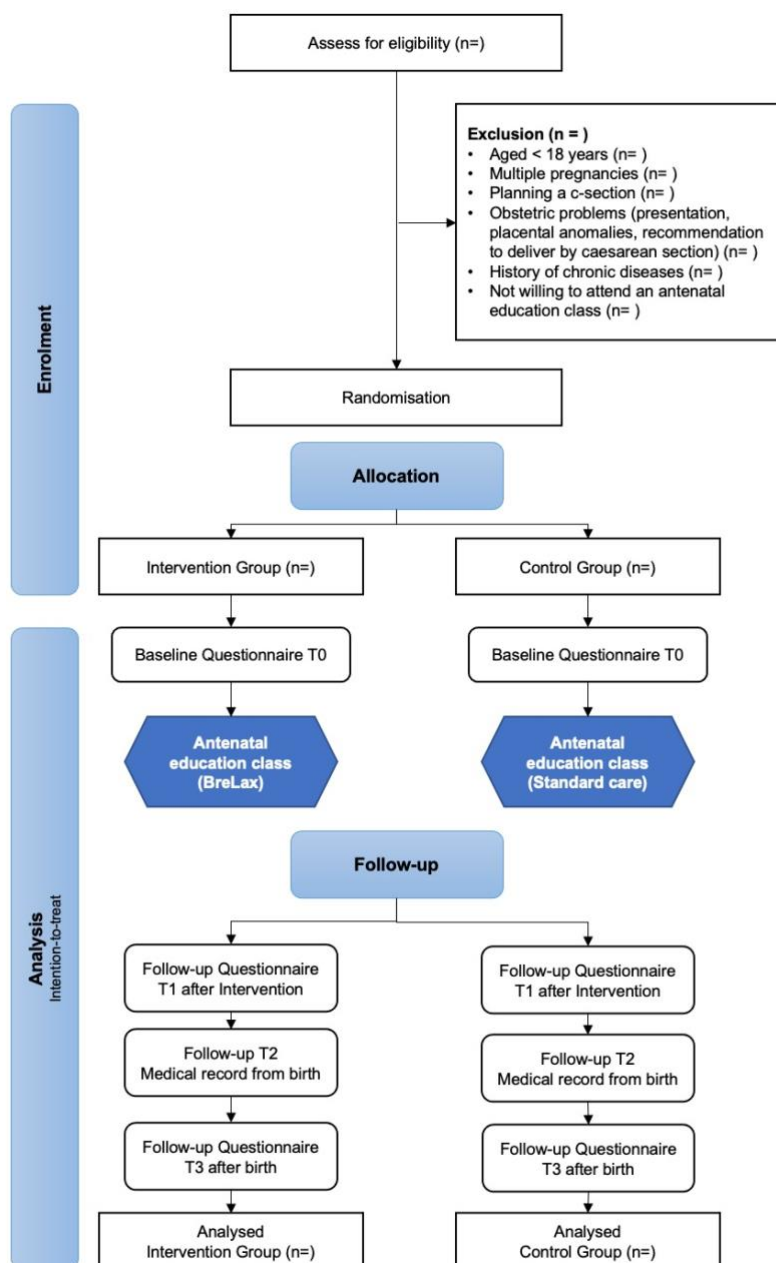 Assess for eligibility (n=)
Enrolment
Exclusion (n = )
• Aged < 18 years (n= )
• Multiple pregnancies (n= )
• Planning a c-section (n= )
• Obstetric problems (presentation,
placental anomalies, recommendation
to deliver by caesarean section) (n= )
• History of chronic diseases (n= )
• Not willing to attend an antenatal
education class (n= )
Randomisation
Allocation
Intervention Group (n=)
Control Group (n=)
Analysis
Intention-to-treat
Baseline Questionnaire T0
Baseline Questionnaire T0
Antenatal
education class
(BreLax)
Antenatal
education class
(Standard care)
Follow-up
Follow-up Questionnaire
T1 after Intervention
Follow-up Questionnaire
T1 after Intervention
Follow-up T2
Medical record from birth
Follow-up T2
Medical record from birth
Follow-up Questionnaire
T3 after birth
Follow-up Questionnaire
T3 after birth
Analysed
Intervention Group (n=)
Analysed
Control Group (n=)